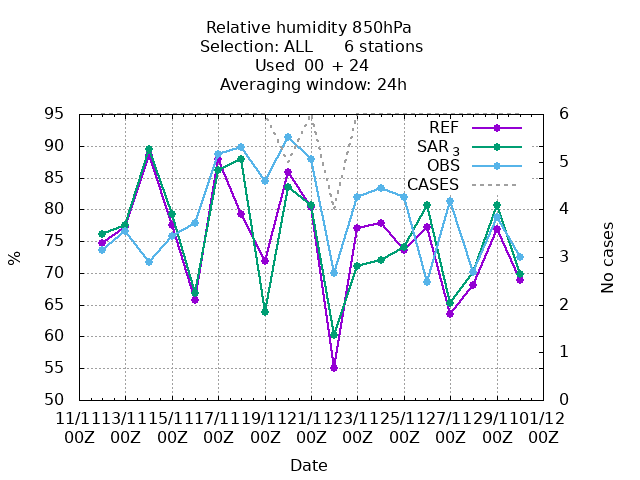 Relative humidity 850hPa
Selection: ALL 6 stations
Used 00 + 24
Averaging window: 24h
95
90
85
80
75
70
65
60
55
50
%
6
5
4
3
2
1
0
No cases
REF
SAR 3
OBS
CASES
11/11 13/11 15/11 17/11 19/11 21/11 23/11 25/11 27/11 29/11 01/12
00Z 00Z 00Z 00Z 00Z 00Z 00Z 00Z 00Z 00Z 00Z
Date